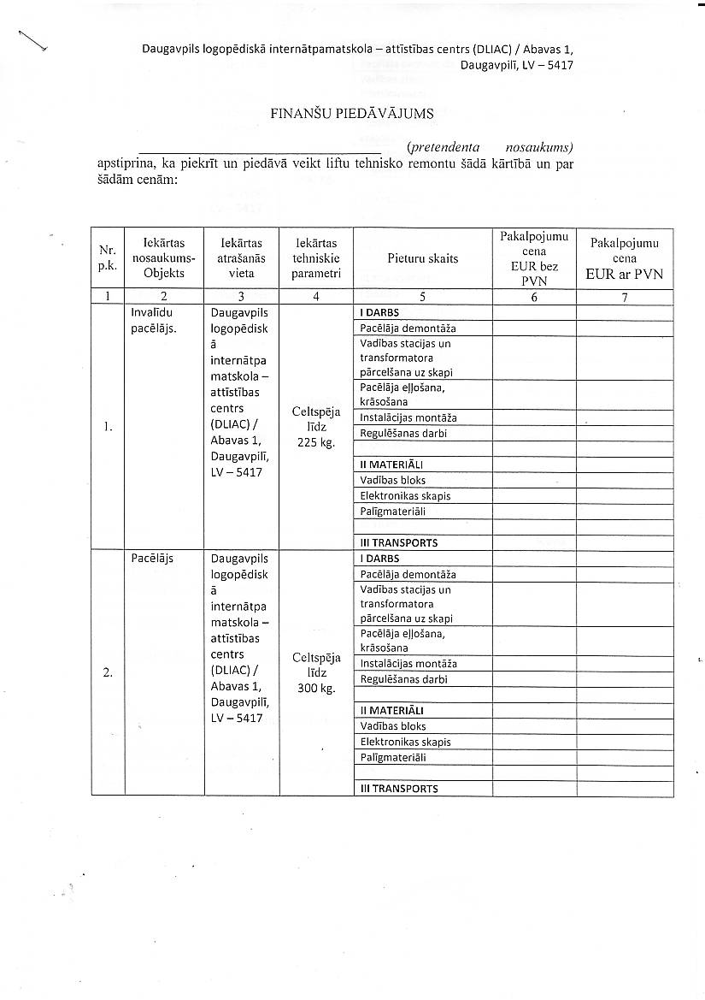 Daugavpils logopēdiskā internātpamatskola – attīstības centrs (DLIAC) / Abavas 1,
Daugavpilī, LV – 5417
FINANŠU PIEDĀVĀJUMS
(pretendenta nosaukums)
apstiprina, ka piekrīt un piedāvā veikt liftu tehnisko remontu šādā kārtībā un par
šādām cenām:
Nr.
p.k.
Iekārtas
nosaukums-
Objekts
Iekārtas
atrašanās
vieta
Iekārtas
tehniskie
parametri
Pieturu skaits
Pakalpojumu
cena
EUR bez
PVN
Pakalpojumu
cena
EUR ar PVN
1
2
3
4
5
6
7
1.
Invalīdu
pacēlājs.
Daugavpils
logopēdisk
ā
internātpa
matskola –
attīstības
centrs
(DLIAC) /
Abavas 1,
Daugavpilī,
LV – 5417
Celtspēja
līdz
225 kg.
I DARBS
Pacēlāja demontāža
Vadības stacijas un
transformatora
pārcelšana uz skapi
Pacēlāja eļļošana,
krāsošana
Instalācijas montāža
Regulēšanas darbi
II MATERIĀLI
Vadības bloks
Elektronikas skapis
Palīgmateriāli
III TRANSPORTS
2.
Pacēlājs
Daugavpils
logopēdisk
ā
internātpa
matskola –
attīstības
centrs
(DLIAC) /
Abavas 1,
Daugavpilī,
LV – 5417
Celtspēja
līdz
300 kg.
I DARBS
Pacēlāja demontāža
Vadības stacijas un
transformatora
pārcelšana uz skapi
Pacēlāja eļļošana,
krāsošana
Instalācijas montāža
Regulēšanas darbi
II MATERIĀLI
Vadības bloks
Elektronikas skapis
Palīgmateriāli
III TRANSPORTS